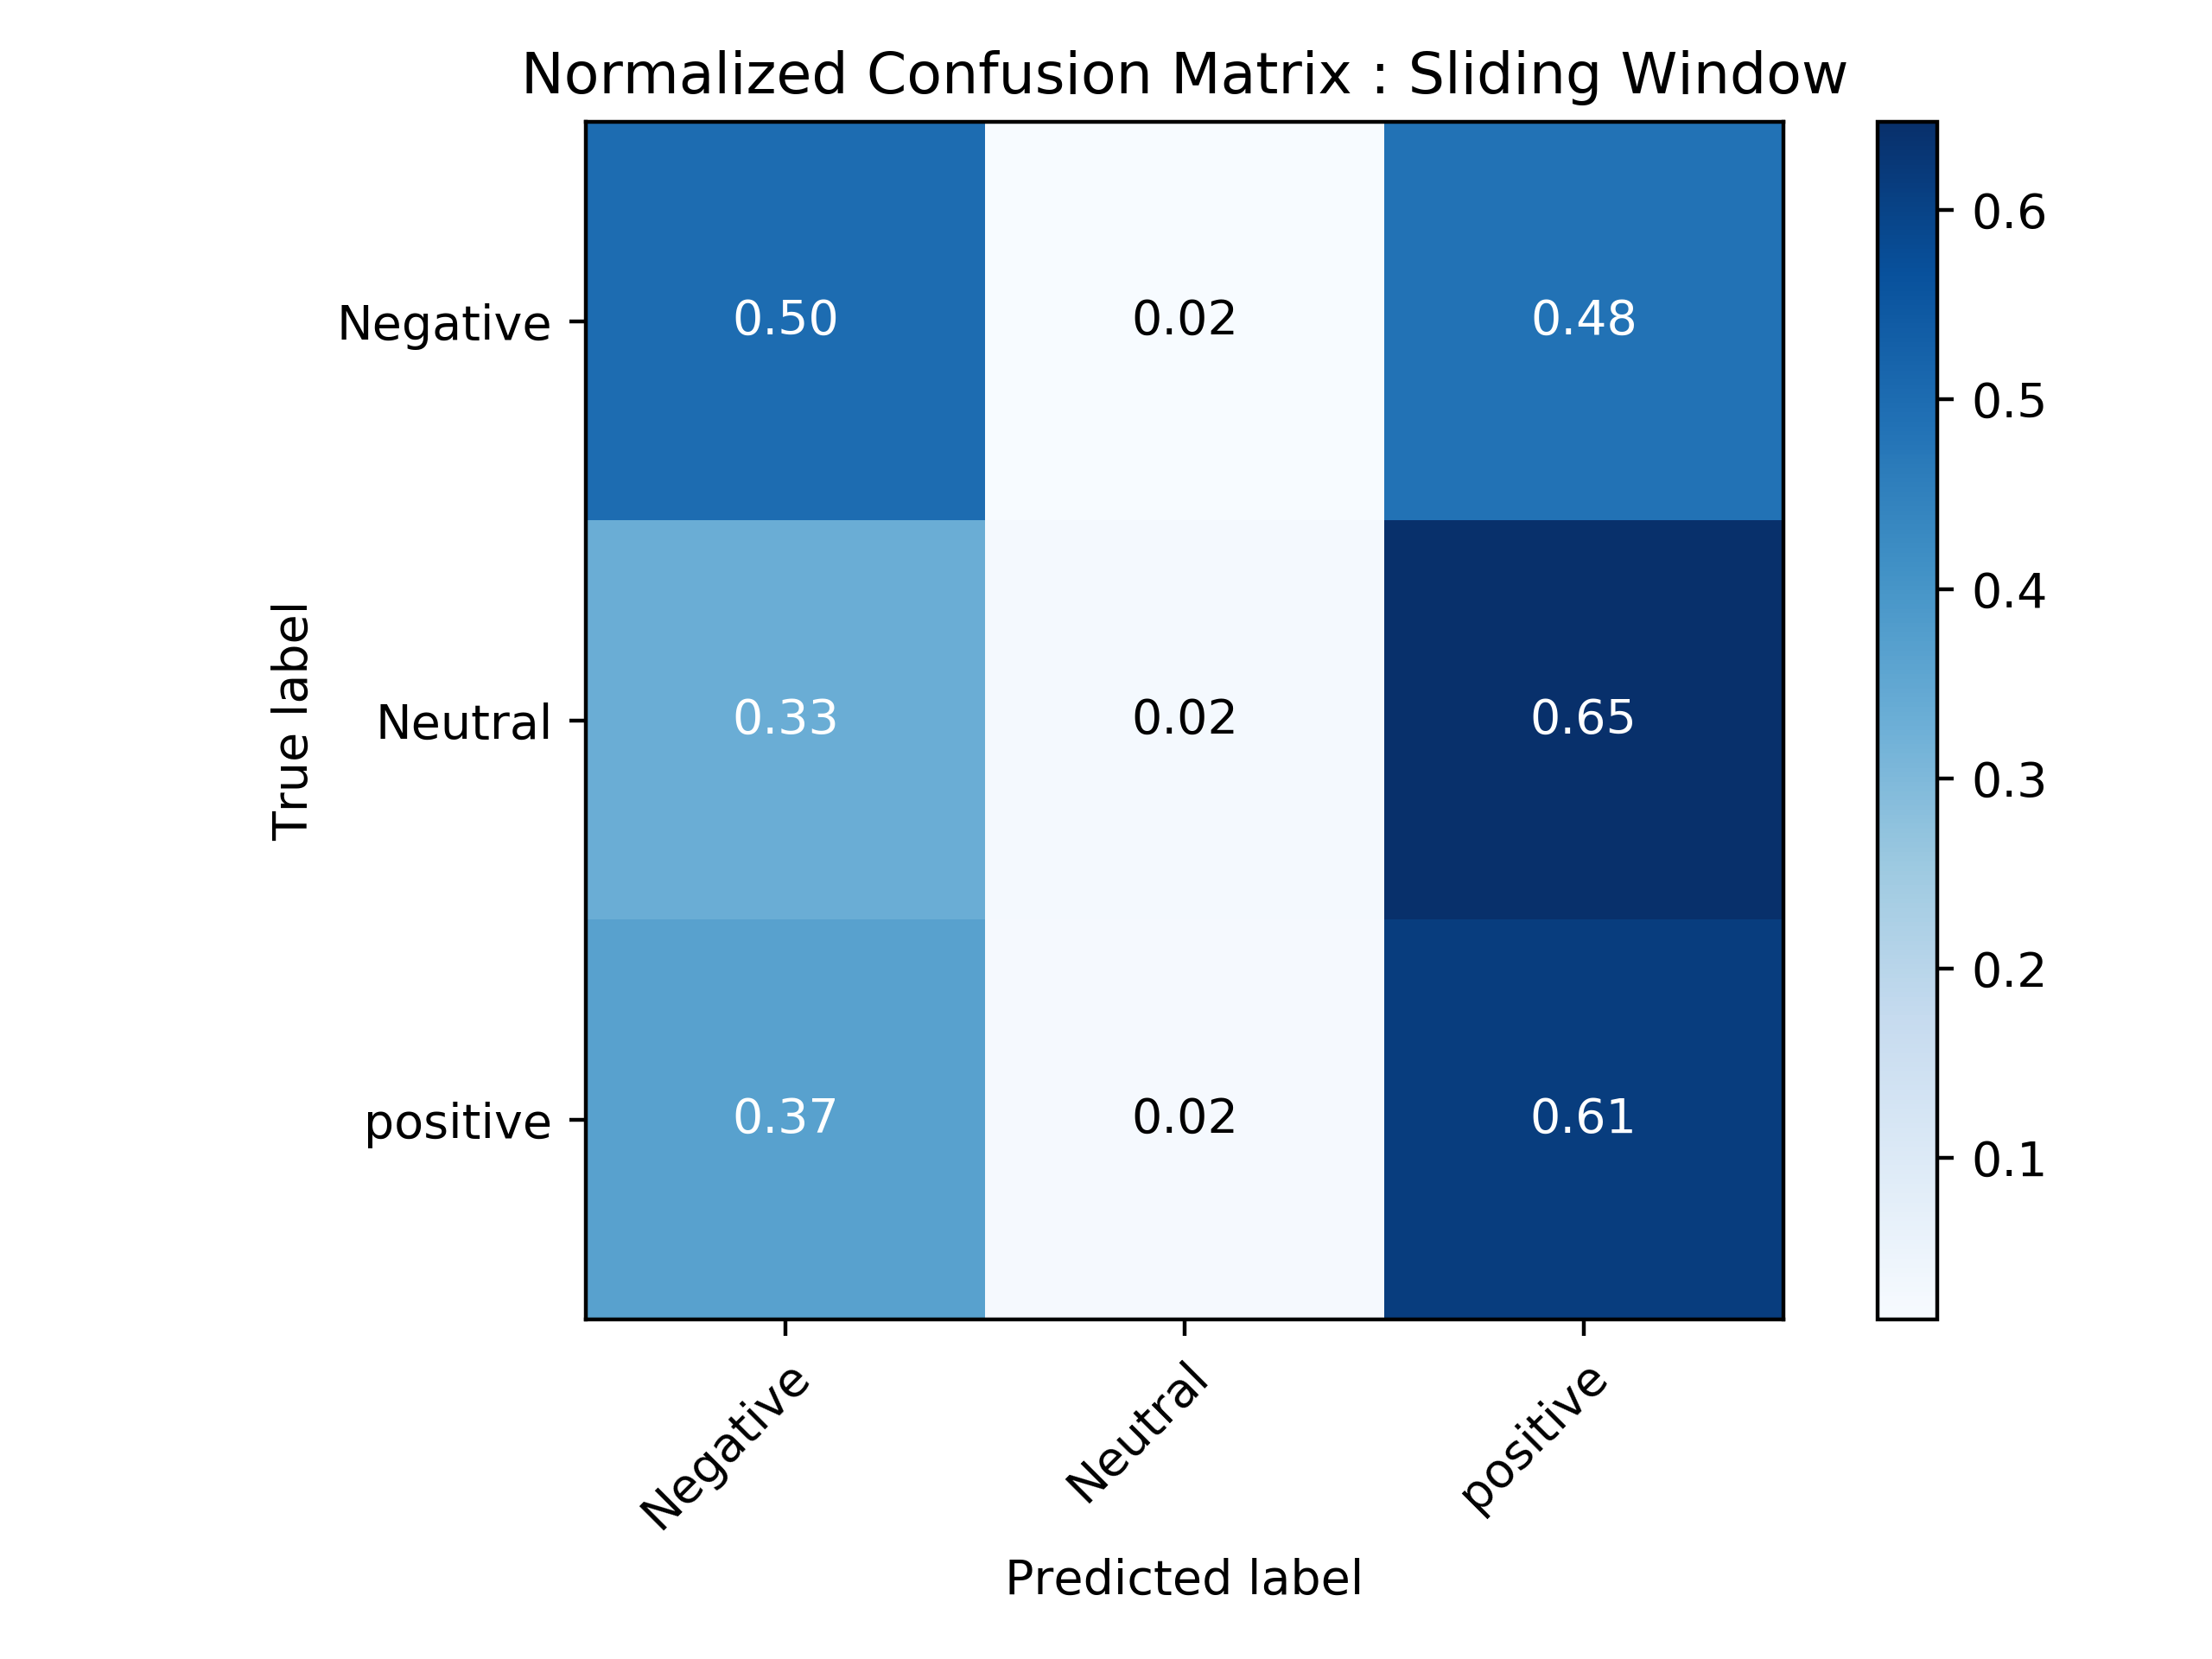 Normalized Confusion Matrix : Sliding Window
True label
Negative
0.50
0.02
0.48
Neutral
0.33
0.02
0.65
positive
0.37
0.02
0.61
Negative
Neutral
positive
Predicted label
0.6
0.5
0.4
0.3
0.2
0.1